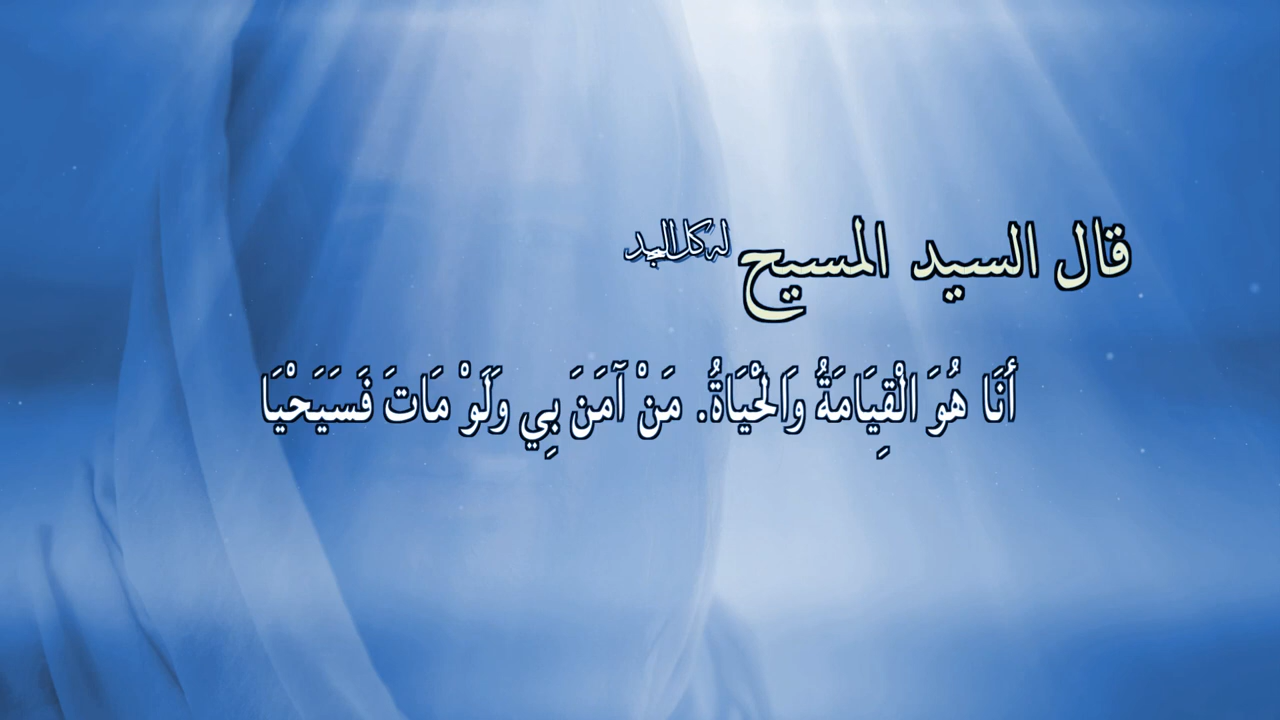 قال السيد المسيح له كل المجد
أَنَا هُوَ الْقِيَامَةُ وَالْحَيَاةُ. مَنْ آمَنَ بِي وَلَوْ مَاتَ فَسَيَحْيَا